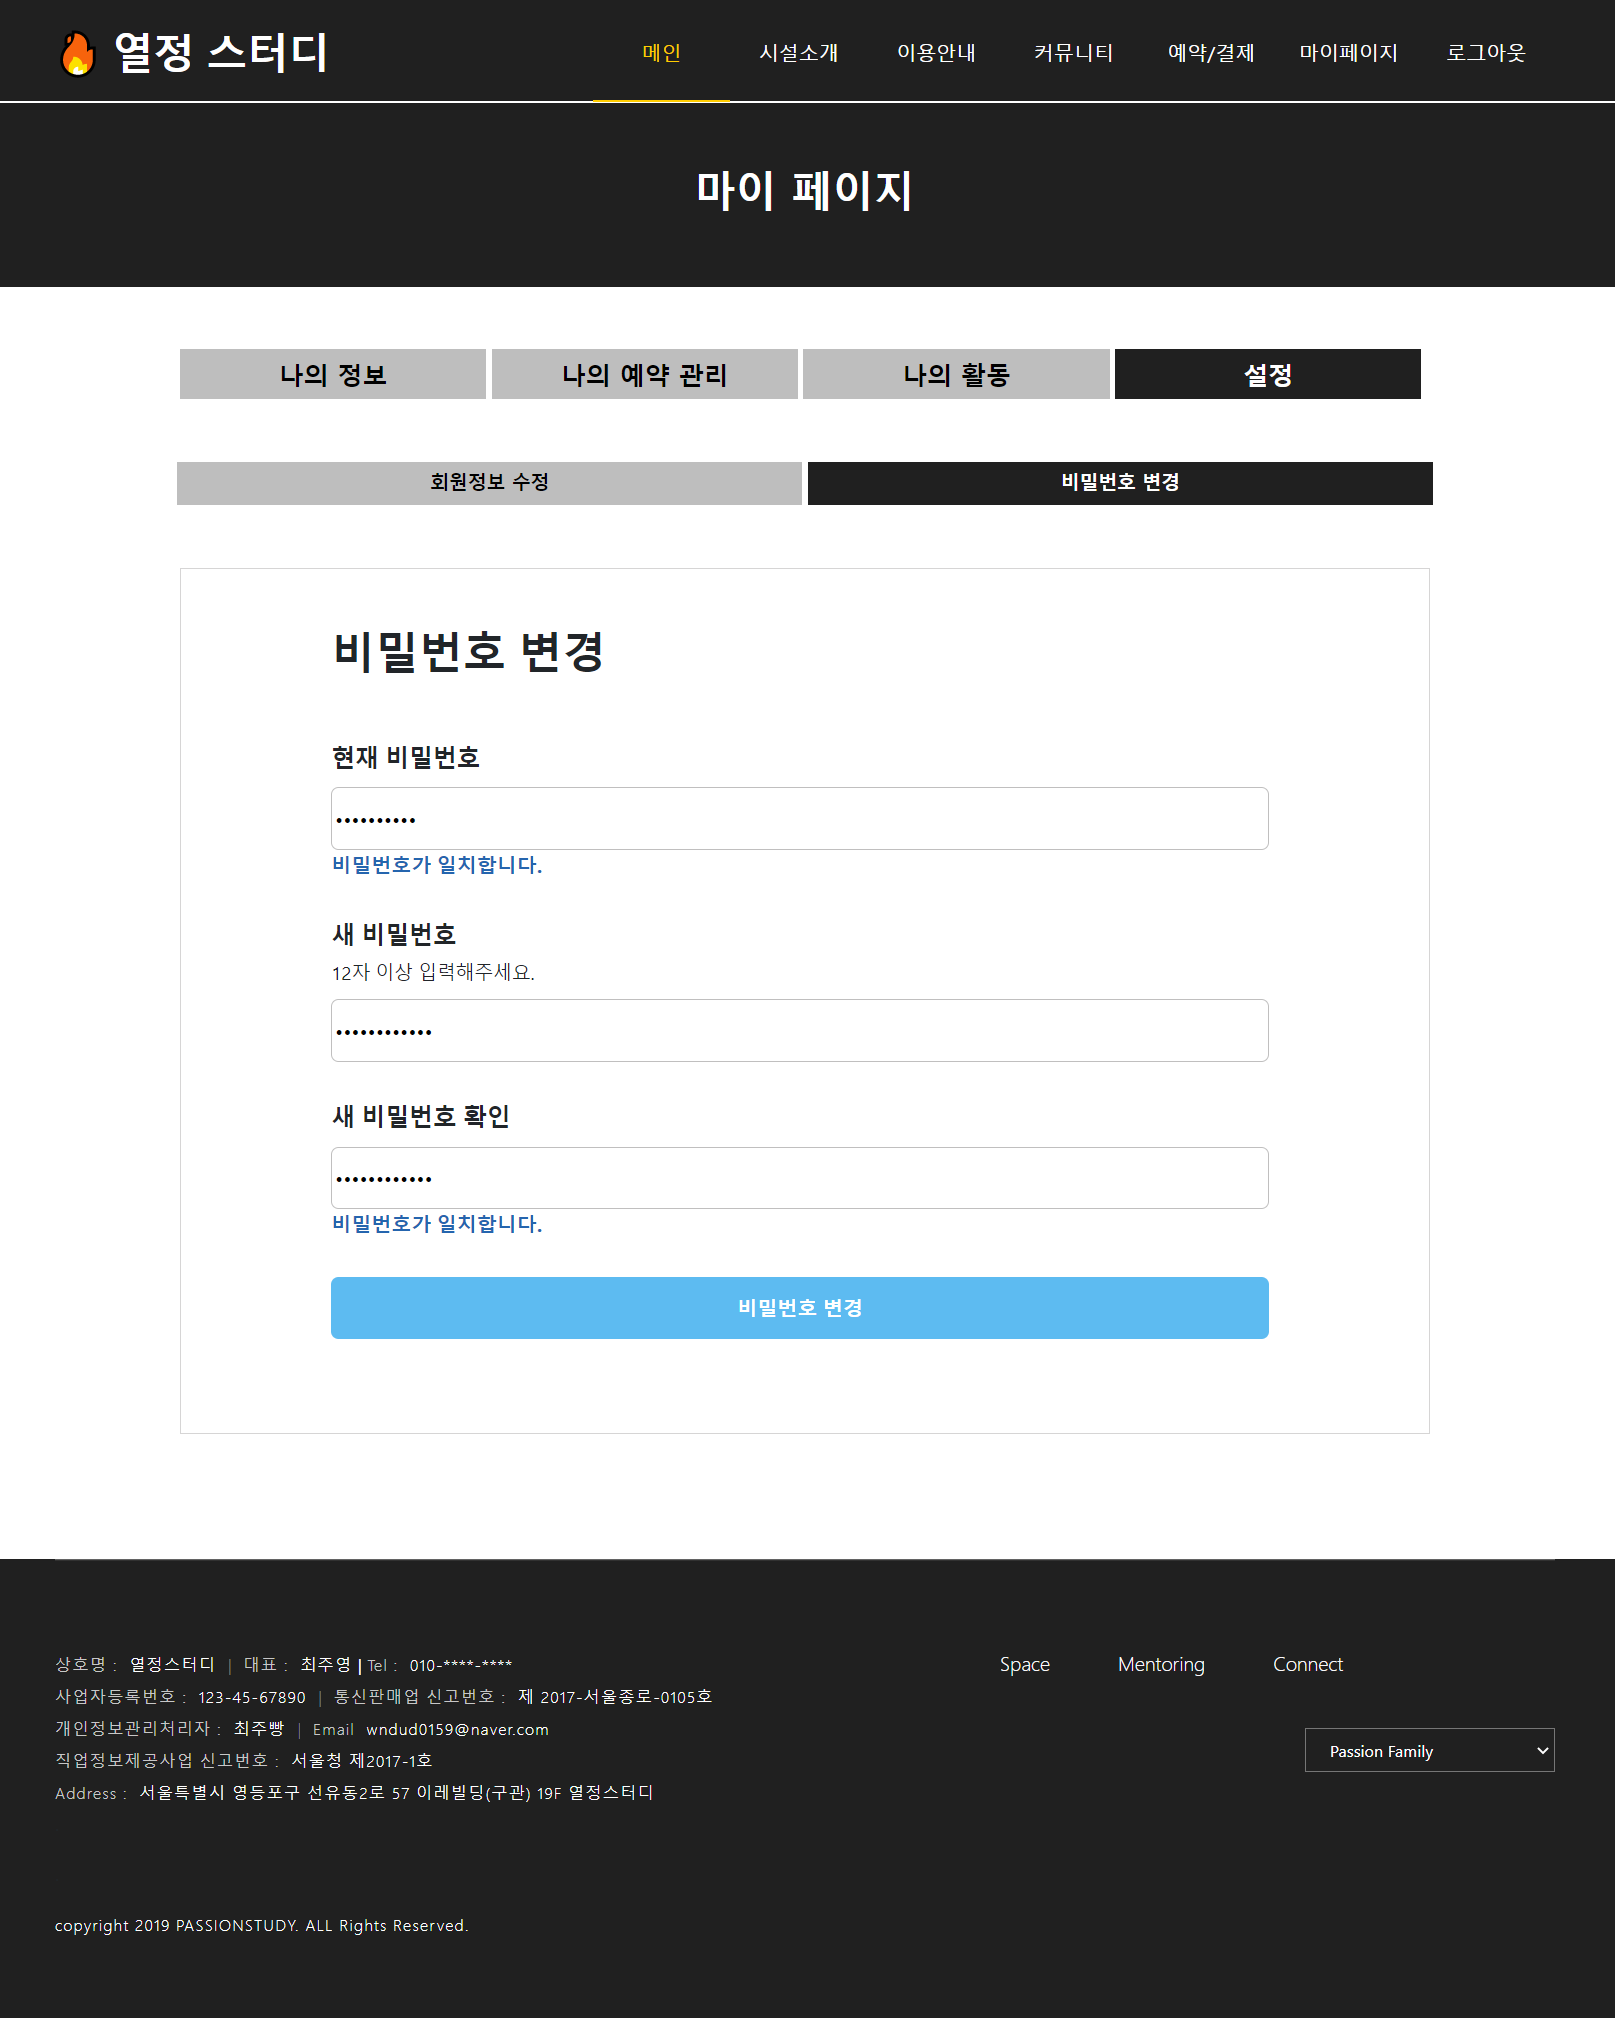 열정 스터디
메인 시설소개 이용안내 커뮤니티 예약/결제 마이페이지 로그아웃
마이 페이지
나의 정보 나의 예약 관리 나의 활동 설정
회원정보 수정 비밀번호 변경
비밀번호 변경
현재 비밀번호
••••••••••
비밀번호가 일치합니다.
새 비밀번호
12자 이상 입력해주세요.
••••••••••••
새 비밀번호 확인
••••••••••••
비밀번호가 일치합니다.
비밀번호 변경
상호명 : 열정스터디 | 대표 : 최주영 | Tel : 010-****-****
사업자등록번호 : 123-45-67890 | 통신판매업 신고번호 : 제 2017-서울종로-0105호
개인정보관리처리자 : 최주빵 | Email wndud0159@naver.com
직업정보제공사업 신고번호 : 서울청 제2017-1호
Address : 서울특별시 영등포구 선유동2로 57 이레빌딩(구관) 19F 열정스터디
Space Mentoring Connect
Passion Family
copyright 2019 PASSIONSTUDY. ALL Rights Reserved.